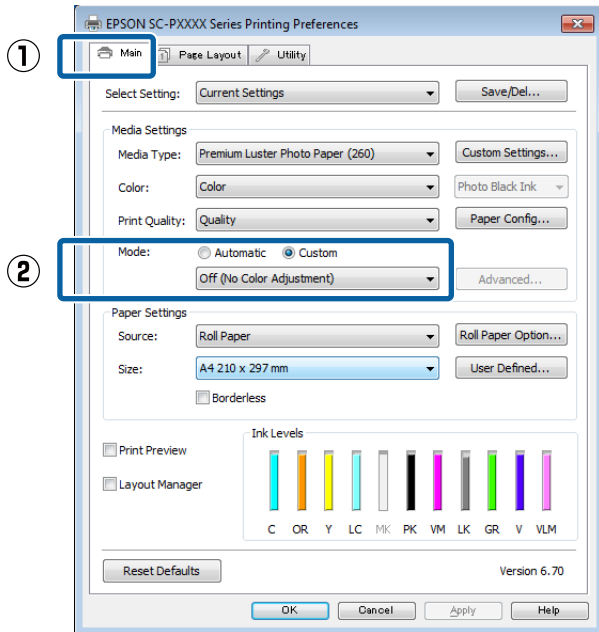 EPSON SC-PXXXX Series Printing Preferences
① Main Page Layout Utility
Select Setting: Current Settings Save/Del...
Media Settings
Media Type: Premium Luster Photo Paper (260) Custom Settings...
Color: Color Photo Black Ink
Print Quality: Quality Paper Config...
Mode: Automatic Custom
② Off (No Color Adjustment) Advanced...
Paper Settings
Source: Roll Paper Roll Paper Option...
Size: A4 210 x 297 mm User Defined...
Borderless
Ink Levels
Print Preview
Layout Manager
C OR Y LC MK PK VM LK GR V VLM
Reset Defaults Version 6.70
OK Cancel Apply Help